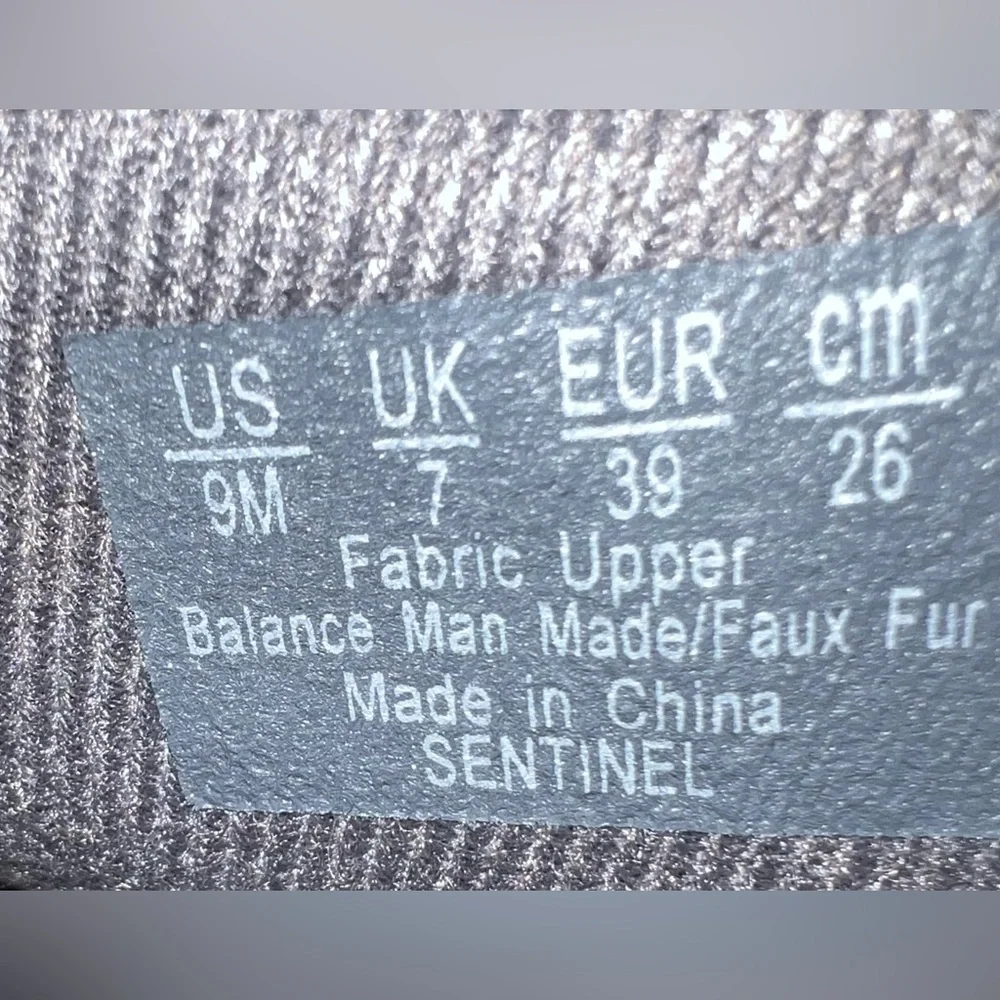 US UK EUR cm
9M 7 39 26
Fabric Upper
Balance Man Made/Faux Fur
Made in China
SENTINEL